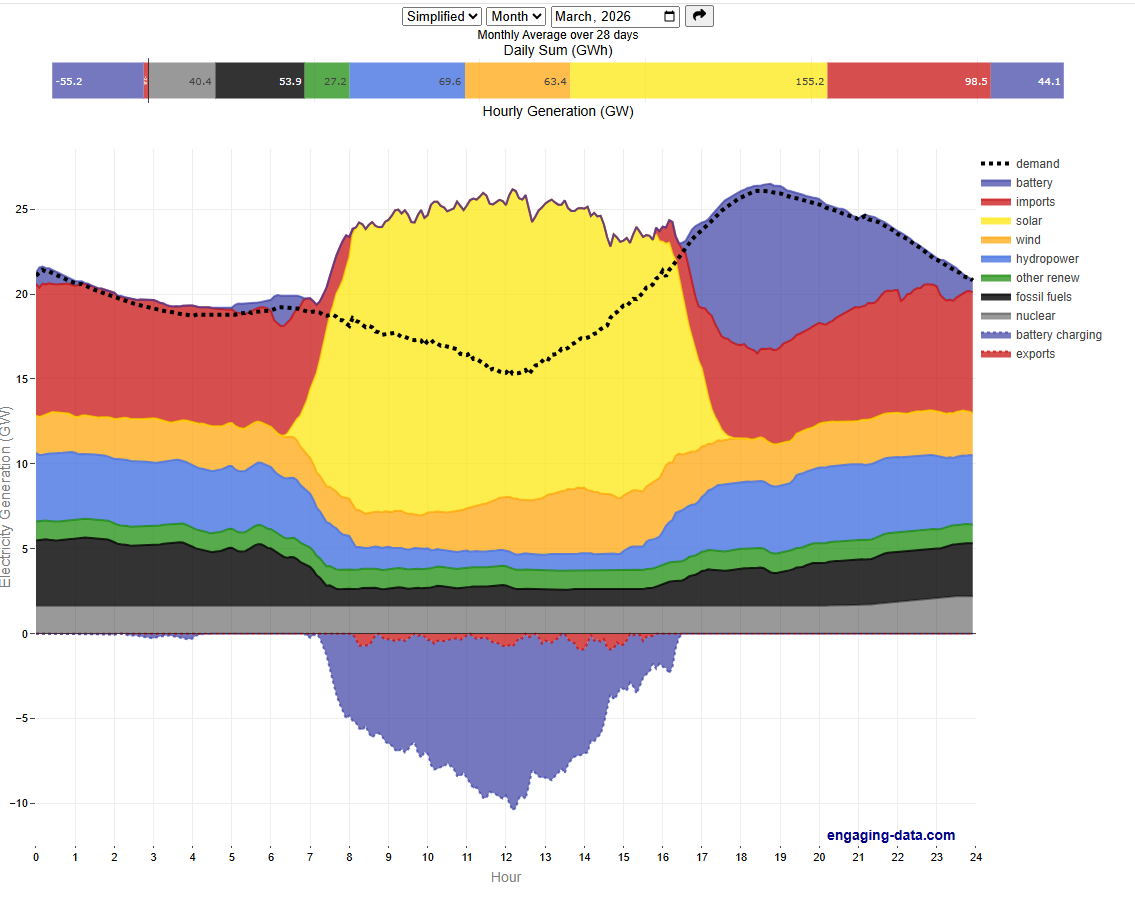 Simplified Month March, 2026
Monthly Average over 28 days
Daily Sum (GWh)
-55.2 40.4 53.9 27.2 69.6 63.4 155.2 98.5 44.1
Hourly Generation (GW)
demand
battery
imports
solar
wind
hydropower
other renew
fossil fuels
nuclear
battery charging
exports
25
20
15
10
5
0
−5
−10
Electricity Generation (GW)
engaging-data.com
0 1 2 3 4 5 6 7 8 9 10 11 12 13 14 15 16 17 18 19 20 21 22 23 24
Hour